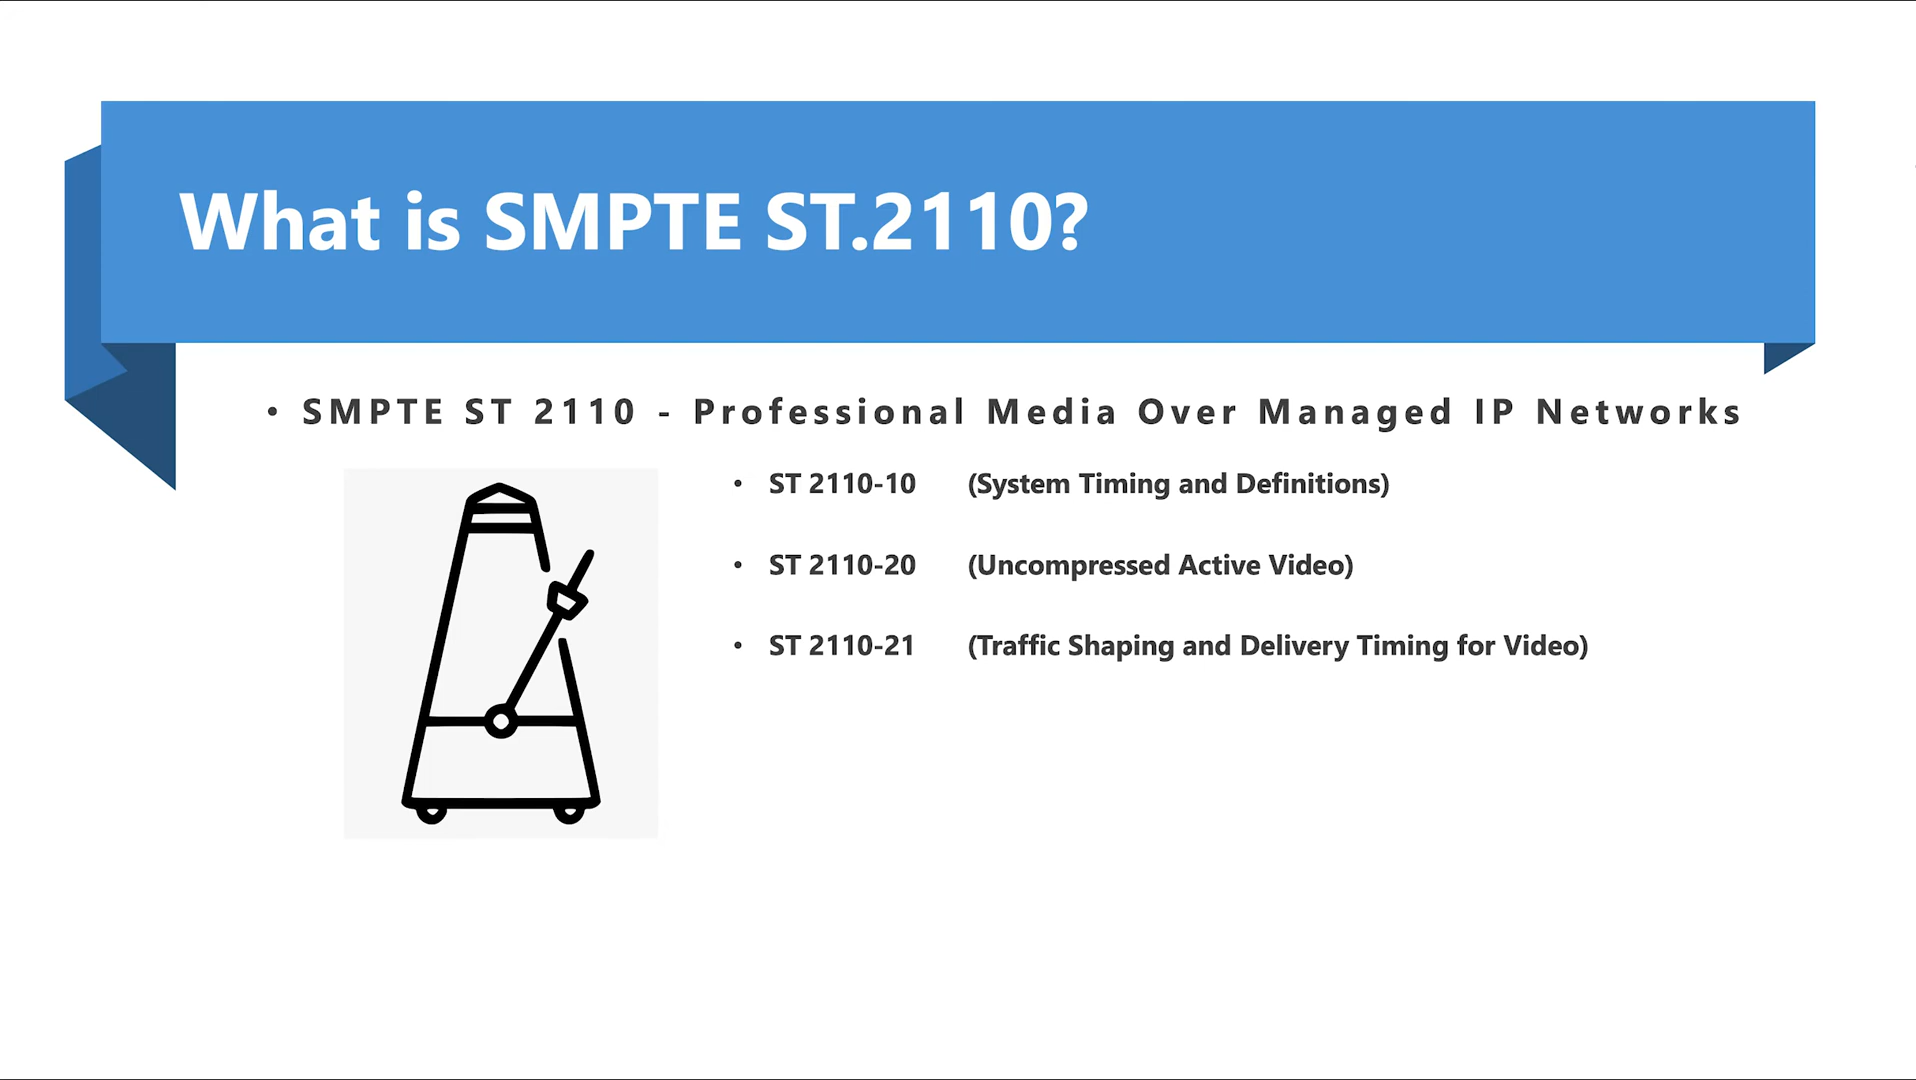 What is SMPTE ST.2110?
• SMPTE ST 2110 - Professional Media Over Managed IP Networks
• ST 2110-10 (System Timing and Definitions)
• ST 2110-20 (Uncompressed Active Video)
• ST 2110-21 (Traffic Shaping and Delivery Timing for Video)